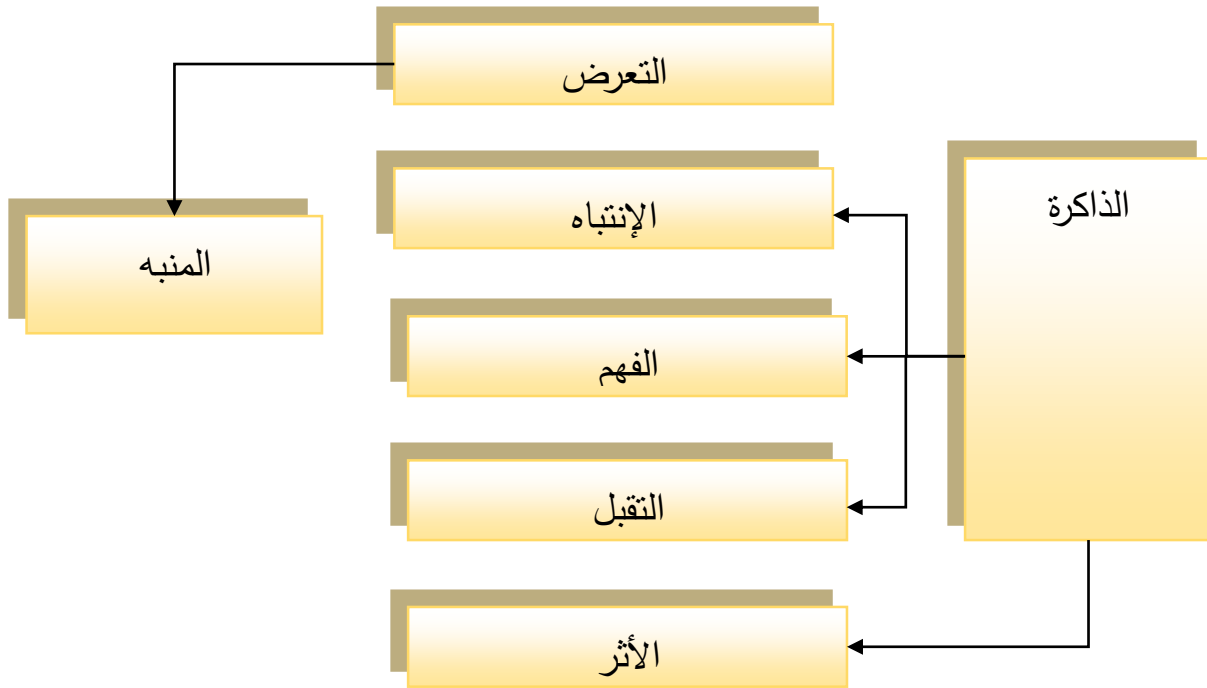 التعرض
الذاكرة
الإنتباه
المنبه
الفهم
التقبل
الأثر